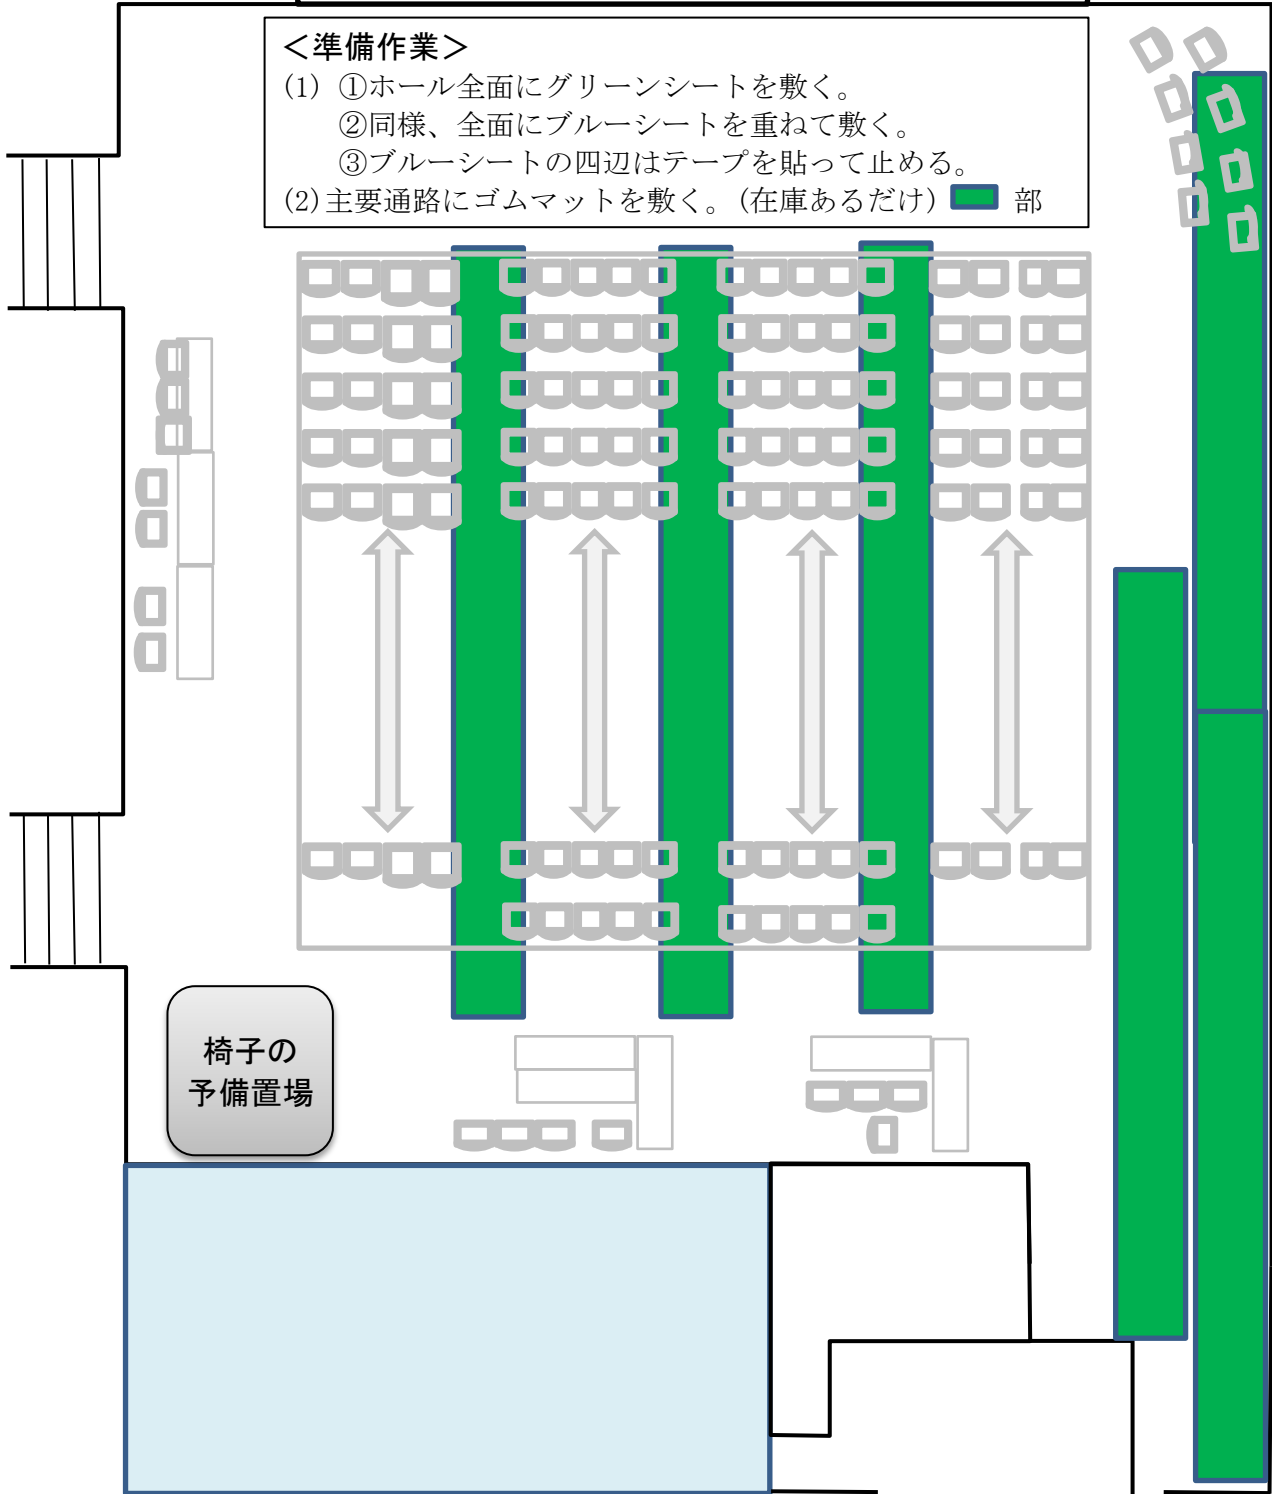 ＜準備作業＞
(1) ①ホール全面にグリーンシートを敷く。
②同様、全面にブルーシートを重ねて敷く。
③ブルーシートの四辺はテープを貼って止める。
(2)主要通路にゴムマットを敷く。(在庫あるだけ) 部
椅子の
予備置場